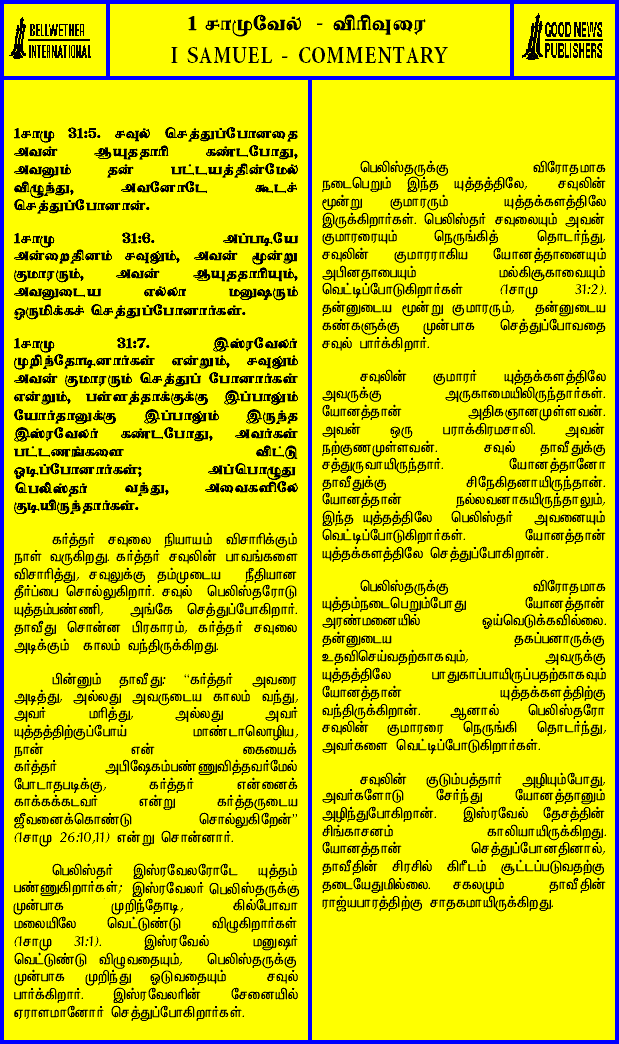 BELLWETHER
INTERNATIONAL
1 சாமுவேல் - விரிவுரை
I SAMUEL - COMMENTARY
GOOD NEWS
PUBLISHERS
1சாமு 31:5. சவுல் செத்துப்போனதை
அவன் ஆயுததாரி கண்டபோது,
அவனும் தன் பட்டயத்தின்மேல்
விழுந்து, அவனோடே கூடச்
செத்துப்போனான்.
1சாமு 31:6. அப்படியே
அன்றைதினம் சவுலும், அவன் மூன்று
குமாரரும், அவன் ஆயுததாரியும்,
அவனுடைய எல்லா மனுஷரும்
ஒருமிக்கச் செத்துப்போனார்கள்.
1சாமு 31:7. இஸ்ரவேலர்
முறிந்தோடினார்கள் என்றும், சவுலும்
அவன் குமாரரும் செத்துப் போனார்கள்
என்றும், பள்ளத்தாக்குக்கு இப்பாலும்
யோர்தானுக்கு இப்பாலும் இருந்த
இஸ்ரவேலர் கண்டபோது, அவர்கள்
பட்டணங்களை விட்டு
ஓடிப்போனார்கள்; அப்பொழுது
பெலிஸ்தர் வந்து, அவைகளிலே
குடியிருந்தார்கள்.
கர்த்தர் சவுலை நியாயம் விசாரிக்கும்
நாள் வருகிறது. கர்த்தர் சவுலின் பாவங்களை
விசாரித்து, சவுலுக்கு தம்முடைய நீதியான
தீர்ப்பை சொல்லுகிறார். சவுல் பெலிஸ்தரோடு
யுத்தம்பண்ணி, அங்கே செத்துப்போகிறார்.
தாவீது சொன்ன பிரகாரம், கர்த்தர் சவுலை
அடிக்கும் காலம் வந்திருக்கிறது.
பின்னும் தாவீது: “கர்த்தர் அவரை
அடித்து, அல்லது அவருடைய காலம் வந்து,
அவர் மரித்து, அல்லது அவர்
யுத்தத்திற்குப்போய் மாண்டாலொழிய,
நான் என் கையைக்
கர்த்தர் அபிஷேகம்பண்ணுவித்தவர்மேல்
போடாதபடிக்கு, கர்த்தர் என்னைக்
காக்கக்கடவர் என்று கர்த்தருடைய
ஜீவனைக்கொண்டு சொல்லுகிறேன்”
(1சாமு 26:10,11) என்று சொன்னார்.
பெலிஸ்தர் இஸ்ரவேலரோடே யுத்தம்
பண்ணுகிறார்கள்; இஸ்ரவேலர் பெலிஸ்தருக்கு
முன்பாக முறிந்தோடி, கில்போவா
மலையிலே வெட்டுண்டு விழுகிறார்கள்
(1சாமு 31:1). இஸ்ரவேல் மனுஷர்
வெட்டுண்டு விழுவதையும், பெலிஸ்தருக்கு
முன்பாக முறிந்து ஓடுவதையும் சவுல்
பார்க்கிறார். இஸ்ரவேலரின் சேனையில்
ஏராளமானோர் செத்துப்போகிறார்கள்.
பெலிஸ்தருக்கு விரோதமாக
நடைபெறும் இந்த யுத்தத்திலே, சவுலின்
மூன்று குமாரரும் யுத்தக்களத்திலே
இருக்கிறார்கள். பெலிஸ்தர் சவுலையும் அவன்
குமாரரையும் நெருங்கித் தொடர்ந்து,
சவுலின் குமாரராகிய யோனத்தானையும்
அபினதாபையும் மல்கிசூகாவையும்
வெட்டிப்போடுகிறார்கள் (1சாமு 31:2).
தன்னுடைய மூன்று குமாரரும், தன்னுடைய
கண்களுக்கு முன்பாக செத்துப்போவதை
சவுல் பார்க்கிறார்.
சவுலின் குமாரர் யுத்தக்களத்திலே
அவருக்கு அருகாமையிலிருந்தார்கள்.
யோனத்தான் அதிகஞானமுள்ளவன்.
அவன் ஒரு பராக்கிரமசாலி. அவன்
நற்குணமுள்ளவன். சவுல் தாவீதுக்கு
சத்துருவாயிருந்தார். யோனத்தானோ
தாவீதுக்கு சிநேகிதனாயிருந்தான்.
யோனத்தான் நல்லவனாகயிருந்தாலும்,
இந்த யுத்தத்திலே பெலிஸ்தர் அவனையும்
வெட்டிப்போடுகிறார்கள். யோனத்தான்
யுத்தக்களத்திலே செத்துப்போகிறான்.
பெலிஸ்தருக்கு விரோதமாக
யுத்தம்நடைபெறும்போது யோனத்தான்
அரண்மனையில் ஓய்வெடுக்கவில்லை.
தன்னுடைய தகப்பனாருக்கு
உதவிசெய்வதற்காகவும், அவருக்கு
யுத்தத்திலே பாதுகாப்பாயிருப்பதற்காகவும்
யோனத்தான் யுத்தக்களத்திற்கு
வந்திருக்கிறான். ஆனால் பெலிஸ்தரோ
சவுலின் குமாரரை நெருங்கி தொடர்ந்து,
அவர்களை வெட்டிப்போடுகிறார்கள்.
சவுலின் குடும்பத்தார் அழியும்போது,
அவர்களோடு சேர்ந்து யோனத்தானும்
அழிந்துபோகிறான். இஸ்ரவேல் தேசத்தின்
சிங்காசனம் காலியாயிருக்கிறது.
யோனத்தான் செத்துப்போனதினால்,
தாவீதின் சிரசில் கிரீடம் சூட்டப்படுவதற்கு
தடையேதுமில்லை. சகலமும் தாவீதின்
ராஜ்யபாரத்திற்கு சாதகமாயிருக்கிறது.